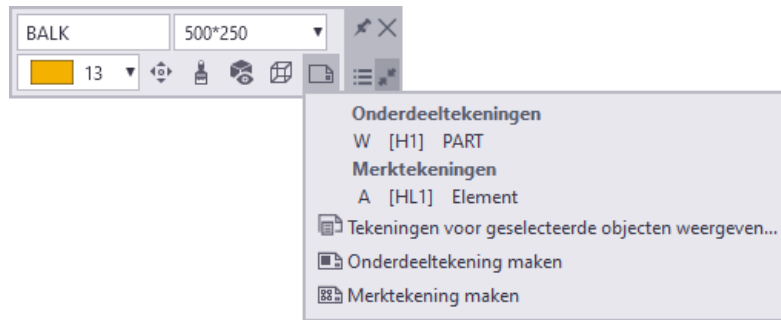 BALK 500*250
13
Onderdeeltekeningen
W [H1] PART
Merktekeningen
A [HL1] Element
Tekeningen voor geselecteerde objecten weergeven...
Onderdeeltekening maken
Merktekening maken